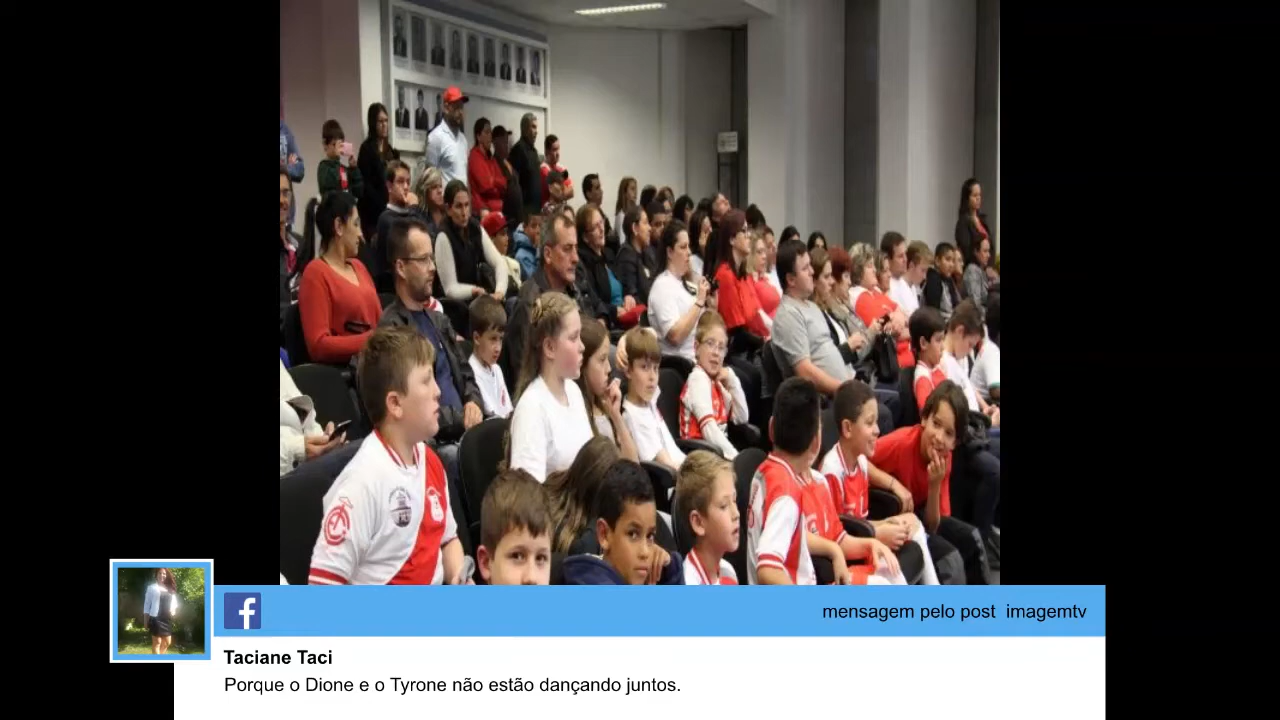 mensagem pelo post  imagemtv
Taciane Taci
Porque o Dione e o Tyrone não estão dançando juntos.